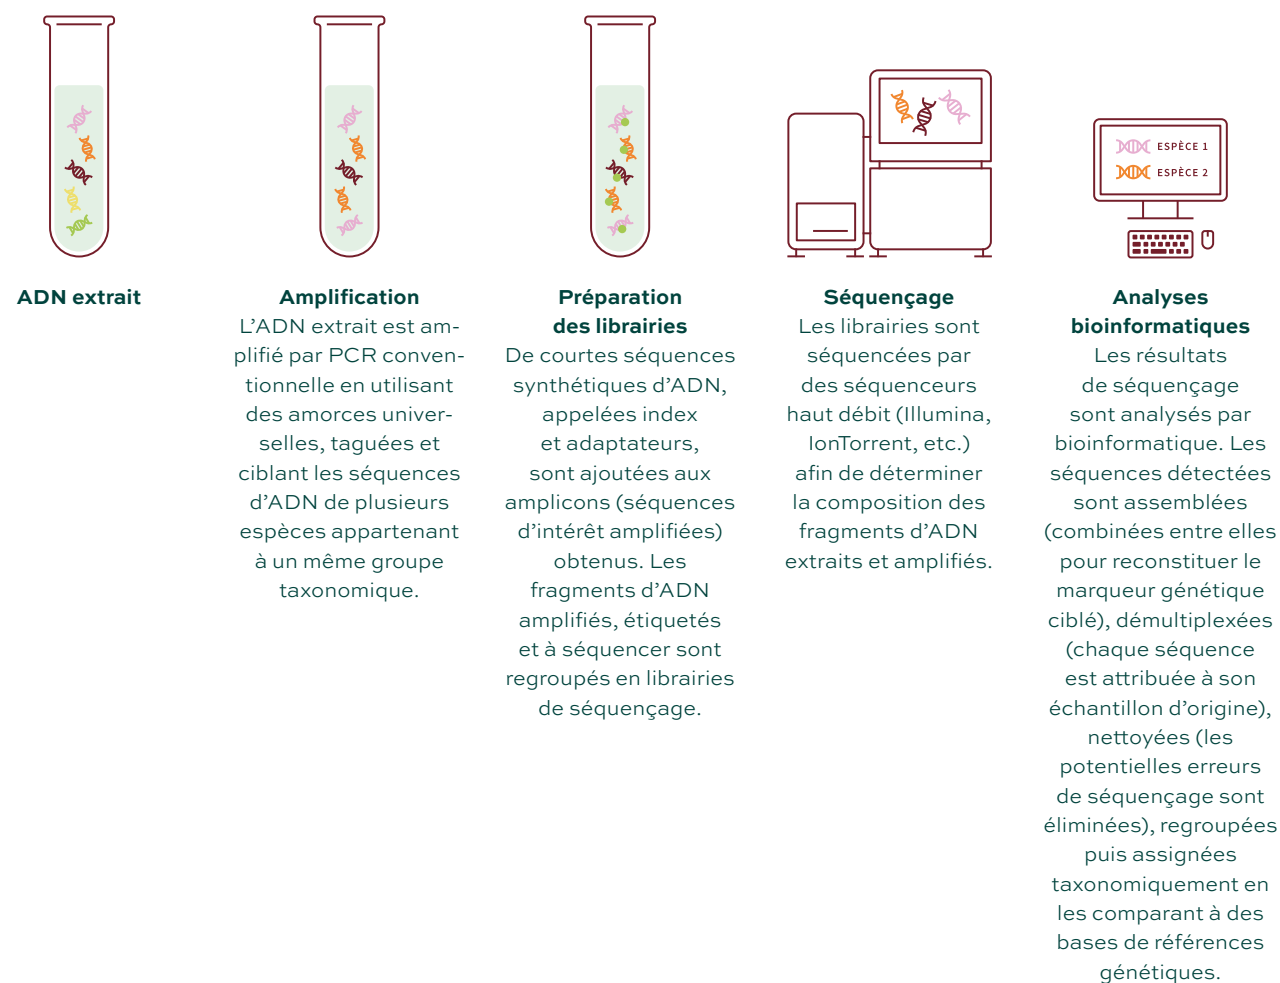 ESPÈCE 1
ESPÈCE 2
ADN extrait
Amplification
L’ADN extrait est am-
plifié par PCR conven-
tionnelle en utilisant
des amorces univer-
selles, taguées et
ciblant les séquences
d’ADN de plusieurs
espèces appartenant
à un même groupe
taxonomique.
Préparation
des librairies
De courtes séquences
synthétiques d’ADN,
appelées index
et adaptateurs,
sont ajoutées aux
amplicons (séquences
d’intérêt amplifiées)
obtenus. Les
fragments d’ADN
amplifiés, étiquetés
et à séquencer sont
regroupés en librairies
de séquençage.
Séquençage
Les librairies sont
séquencées par
des séquenceurs
haut débit (Illumina,
IonTorrent, etc.)
afin de déterminer
la composition des
fragments d’ADN
extraits et amplifiés.
Analyses
bioinformatiques
Les résultats
de séquençage
sont analysés par
bioinformatique. Les
séquences détectées
sont assemblées
(combinées entre elles
pour reconstituer le
marqueur génétique
ciblé), démultiplexées
(chaque séquence
est attribuée à son
échantillon d’origine),
nettoyées (les
potentielles erreurs
de séquençage sont
éliminées), regroupées
puis assignées
taxonomiquement en
les comparant à des
bases de références
génétiques.